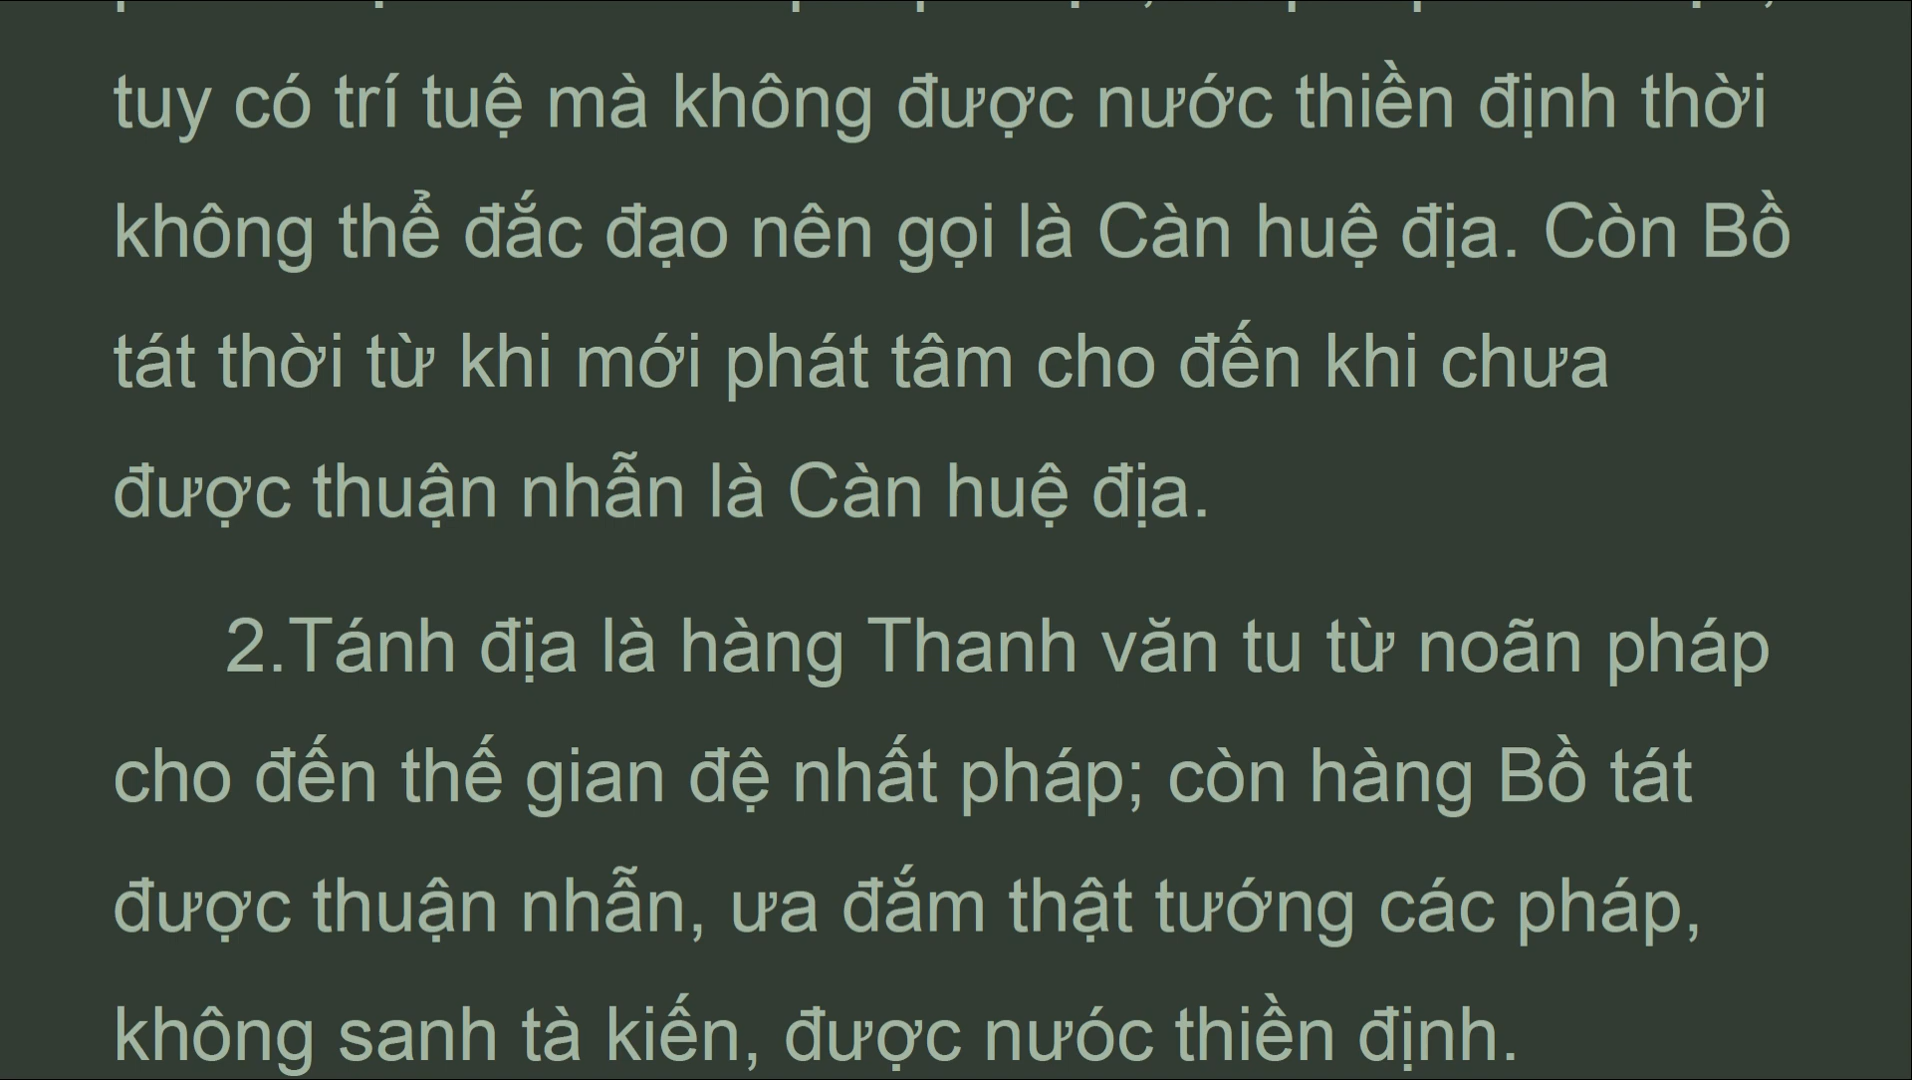 tuy có trí tuệ mà không được nước thiền định thời
không thể đắc đạo nên gọi là Càn huệ địa. Còn Bồ
tát thời từ khi mới phát tâm cho đến khi chưa
được thuận nhẫn là Càn huệ địa.
2.Tánh địa là hàng Thanh văn tu từ noãn pháp
cho đến thế gian đệ nhất pháp; còn hàng Bồ tát
được thuận nhẫn, ưa đắm thật tướng các pháp,
không sanh tà kiến, được nưóc thiền định.